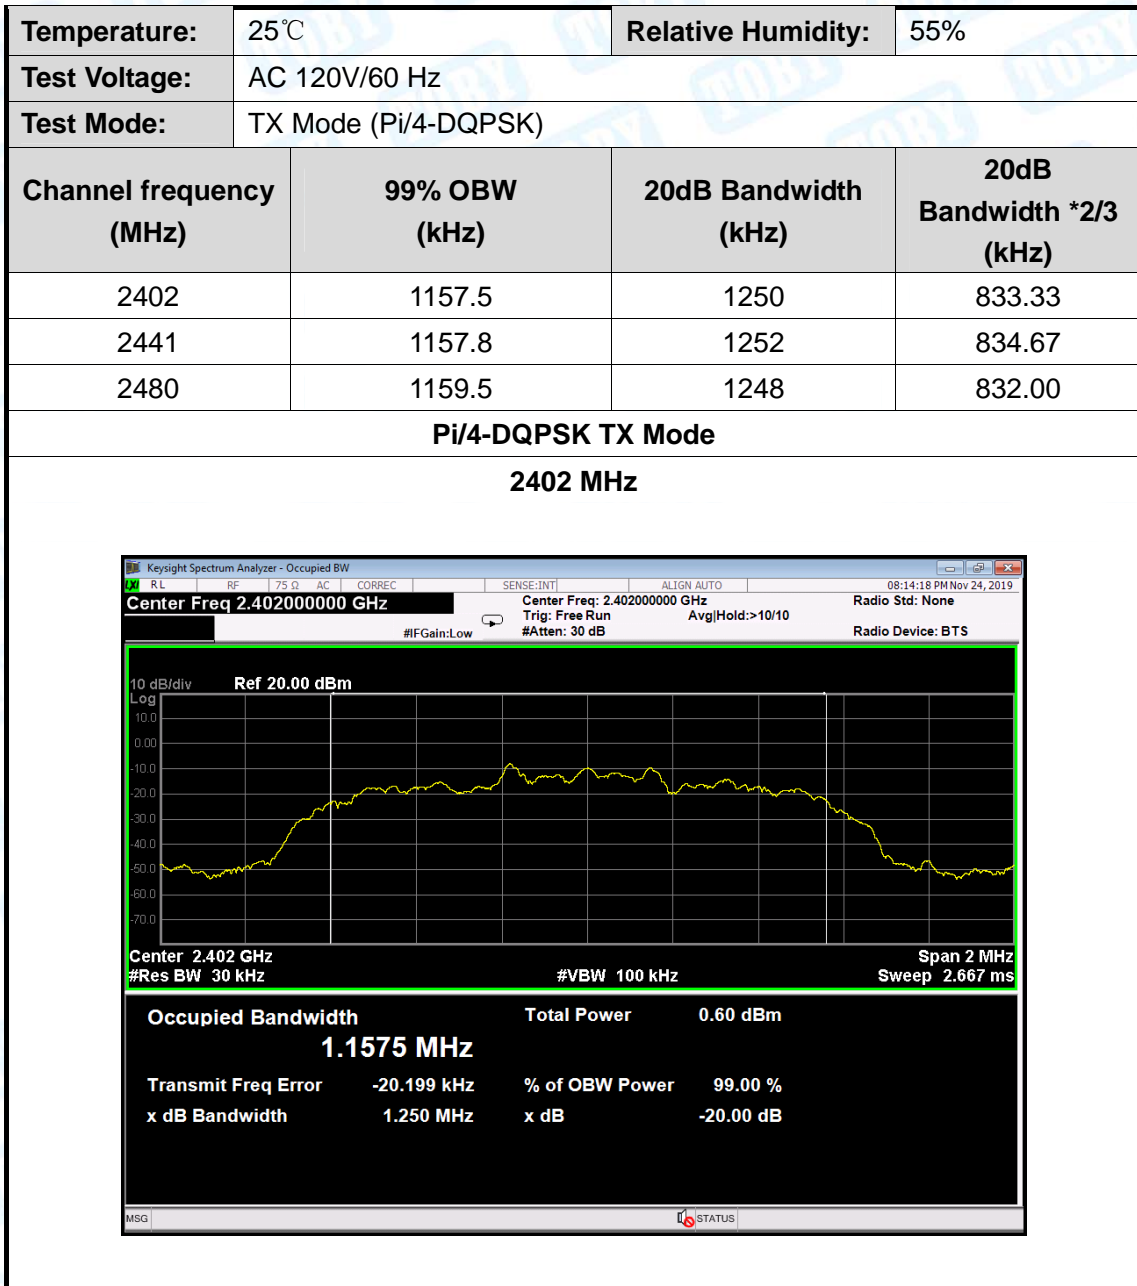 Temperature: 25℃ Relative Humidity: 55%
Test Voltage: AC 120V/60 Hz
Test Mode: TX Mode (Pi/4-DQPSK)
Channel frequency (MHz) 99% OBW (kHz) 20dB Bandwidth (kHz) 20dB Bandwidth *2/3 (kHz)
2402 1157.5 1250 833.33
2441 1157.8 1252 834.67
2480 1159.5 1248 832.00
Pi/4-DQPSK TX Mode
2402 MHz
Keysight Spectrum Analyzer - Occupied BW
LXI RL RF 75 Ω AC CORREC SENSE:INT ALIGN AUTO 08:14:18 PM Nov 24, 2019
Center Freq 2.402000000 GHz Center Freq: 2.402000000 GHz Radio Std: None
Trig: Free Run Avg|Hold:>10/10
#IFGain:Low #Atten: 30 dB Radio Device: BTS
10 dB/div Ref 20.00 dBm
Log
10.0
0.00
-10.0
-20.0
-30.0
-40.0
-50.0
-60.0
-70.0
Center 2.402 GHz Span 2 MHz
#Res BW 30 kHz #VBW 100 kHz Sweep 2.667 ms
Occupied Bandwidth Total Power 0.60 dBm
1.1575 MHz
Transmit Freq Error -20.199 kHz % of OBW Power 99.00 %
x dB Bandwidth 1.250 MHz x dB -20.00 dB
MSG STATUS
TOBY